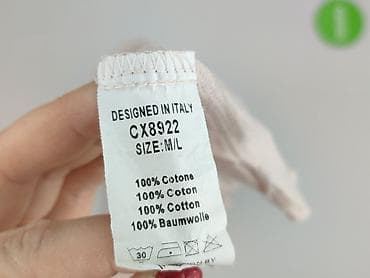 DESIGNED IN ITALY
CX8922
SIZE:M/L
100% Cotone
100% Coton
100% Cotton
100% Baumwolle
30